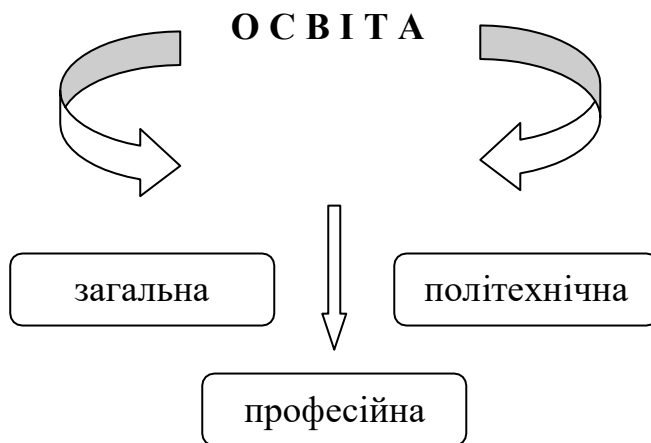 О С В І Т А
загальна
політехнічна
професійна